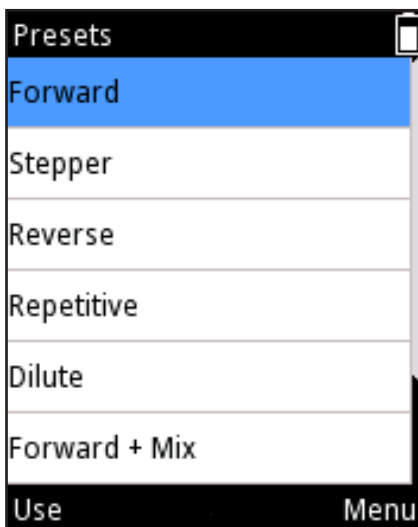 Presets
Forward
Stepper
Reverse
Repetitive
Dilute
Forward + Mix
Use Menu